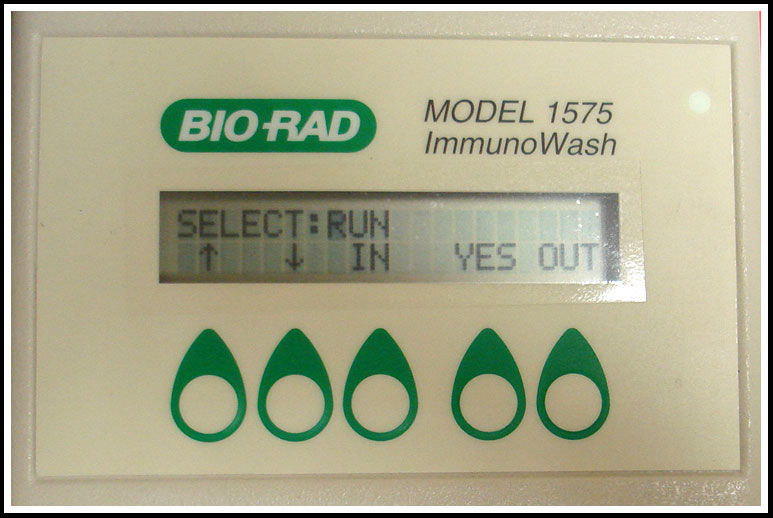 BIO-RAD
MODEL 1575
ImmunoWash
SELECT:RUN
↑ ↓ IN YES OUT